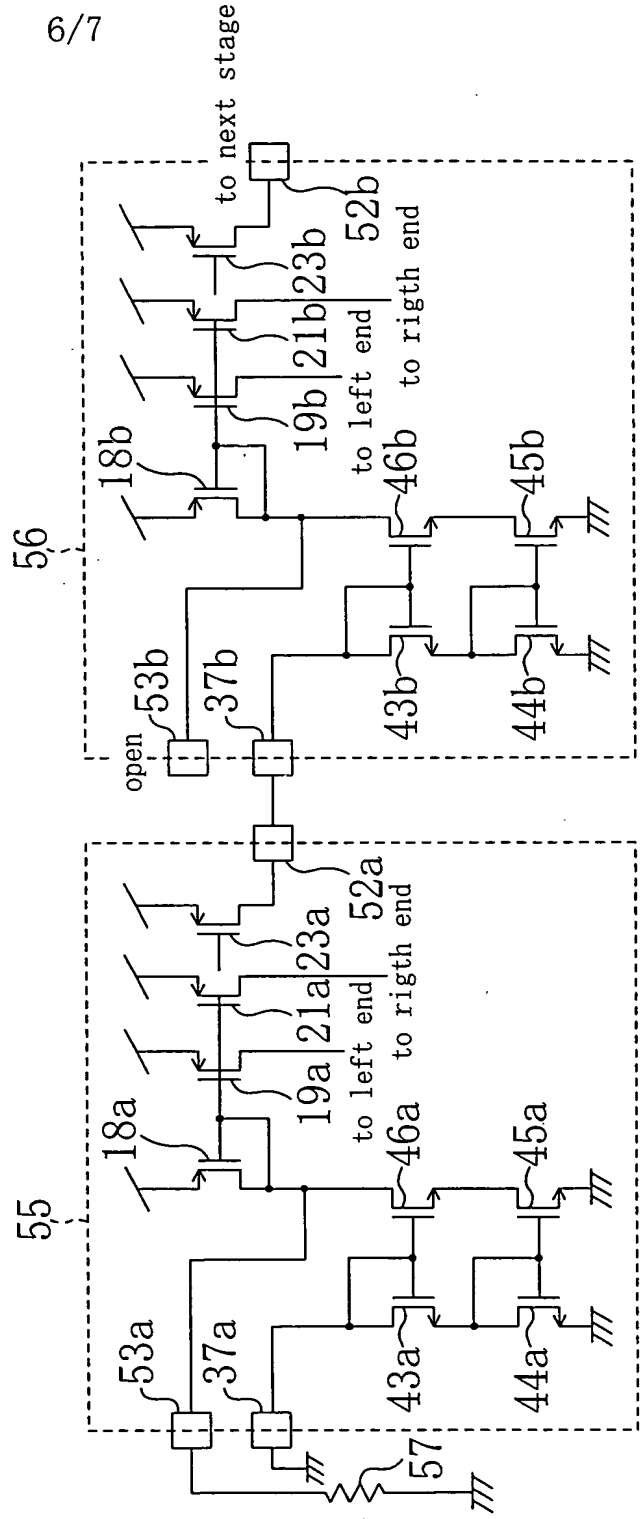 6/7
55
53a
37a
57
18a
19a
21a
23a
52a
to left end
to rigth end
46a
43a
44a
45a
56
open
53b
37b
18b
19b
21b
23b
52b
to next stage
to left end
to rigth end
46b
43b
44b
45b